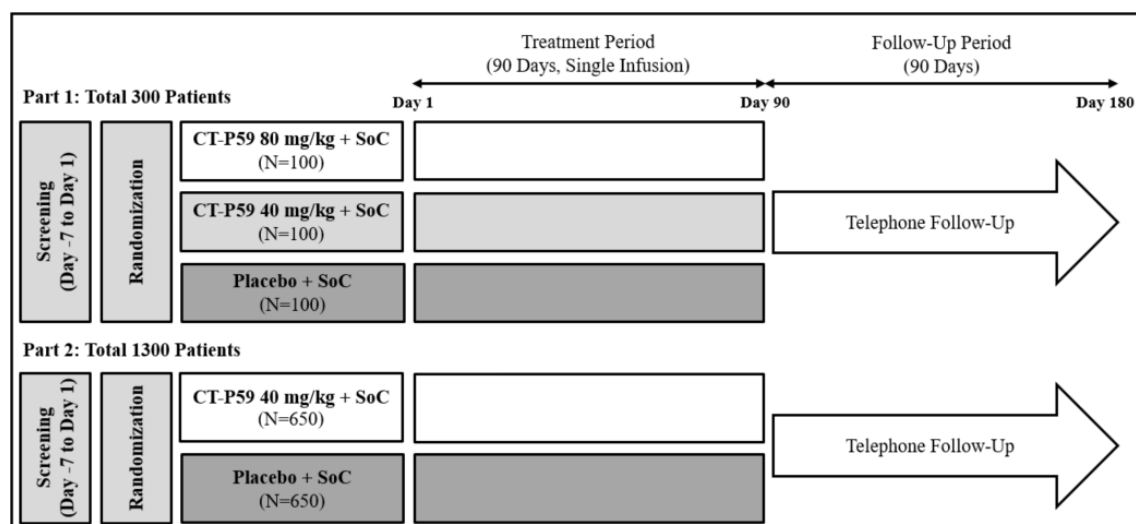 Treatment Period
(90 Days, Single Infusion)
Follow-Up Period
(90 Days)
Part 1: Total 300 Patients
Day 1
Day 90
Day 180
Screening
(Day -7 to Day 1)
Randomization
CT-P59 80 mg/kg + SoC
(N=100)
CT-P59 40 mg/kg + SoC
(N=100)
Placebo + SoC
(N=100)
Telephone Follow-Up
Part 2: Total 1300 Patients
Screening
(Day -7 to Day 1)
Randomization
CT-P59 40 mg/kg + SoC
(N=650)
Placebo + SoC
(N=650)
Telephone Follow-Up